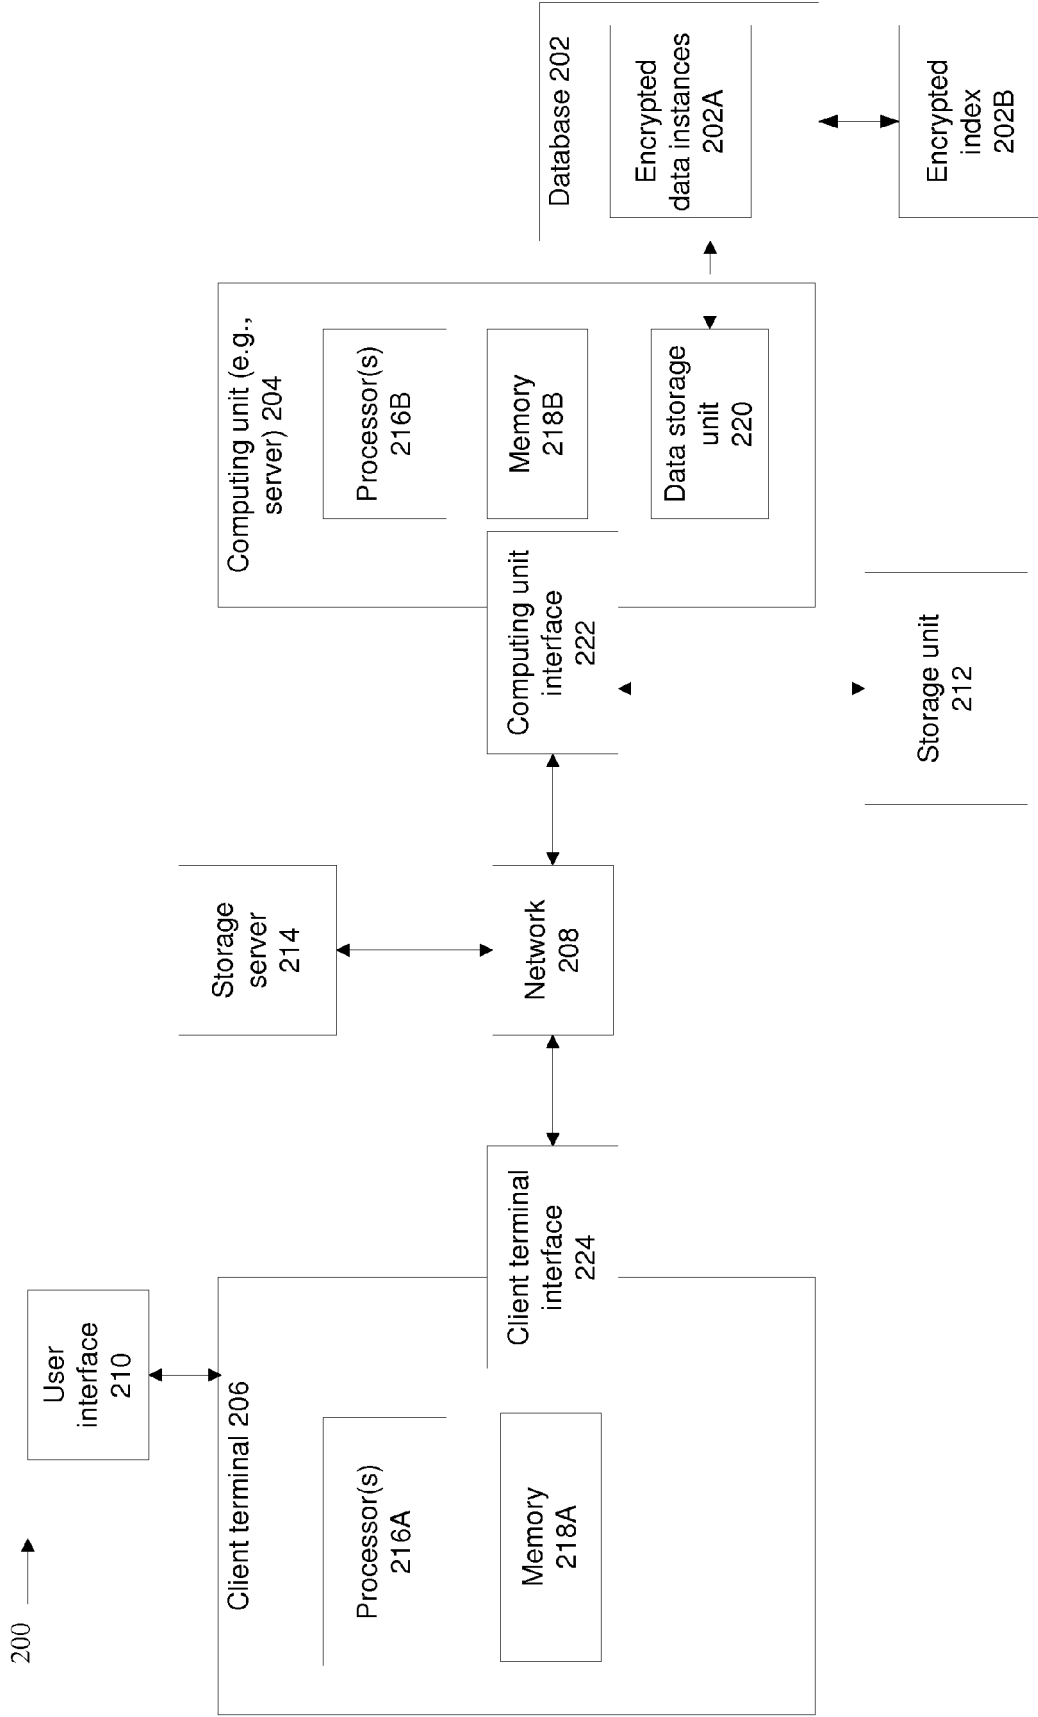 200
User
interface
210
Client terminal 206
Processor(s)
216A
Memory
218A
Client terminal
interface
224
Storage
server
214
Network
208
Computing unit (e.g.,
server) 204
Processor(s)
216B
Memory
218B
Data storage
unit
220
Computing unit
interface
222
Storage unit
212
Database 202
Encrypted
data instances
202A
Encrypted
index
202B